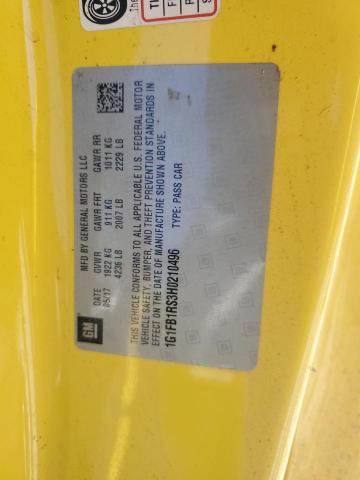 MFD BY GENERAL MOTORS LLC
DATE GVWR GAWR FRT GAWR RR
05/17 1922 KG 911 KG 1011 KG
4236 LB 2007 LB 2229 LB
THIS VEHICLE CONFORMS TO ALL APPLICABLE U.S. FEDERAL MOTOR
VEHICLE SAFETY, BUMPER, AND THEFT PREVENTION STANDARDS IN
EFFECT ON THE DATE OF MANUFACTURE SHOWN ABOVE.
1G1FB1RS3H0210496 TYPE: PASS CAR
GM